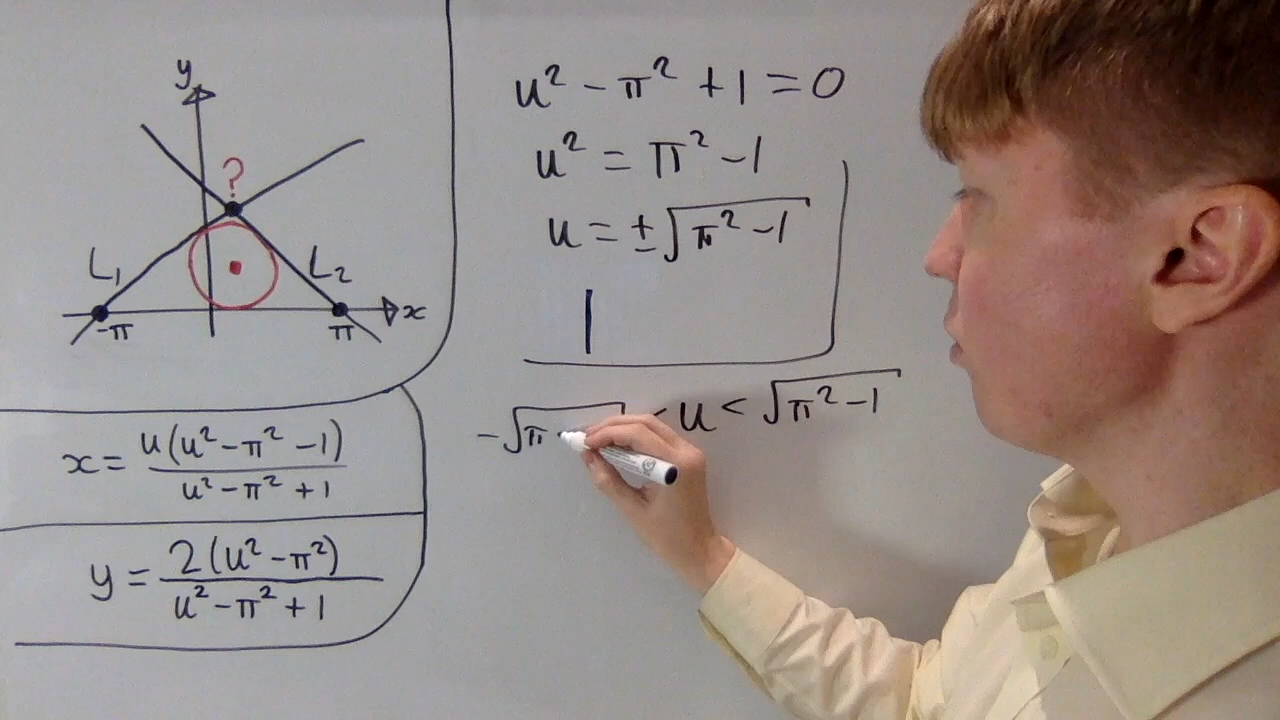 y
?
L₁
L₂
-π
π
x
x = u(u² - π² - 1) / u² - π² + 1
y = 2(u² - π²) / u² - π² + 1
u² - π² + 1 = 0
u² = π² - 1
u = ±√(π² - 1)
|
-√π < u < √(π² - 1)